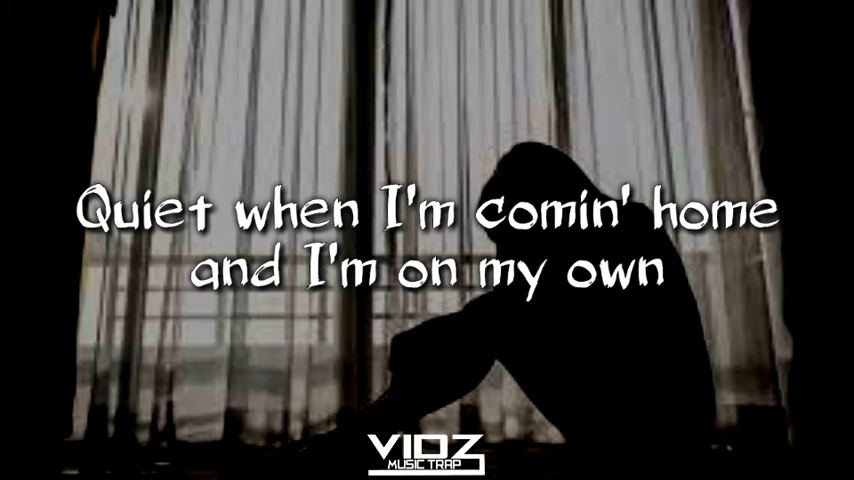 Quiet when I'm comin' home
and I'm on my own
VIDZ
MUSIC TRAP